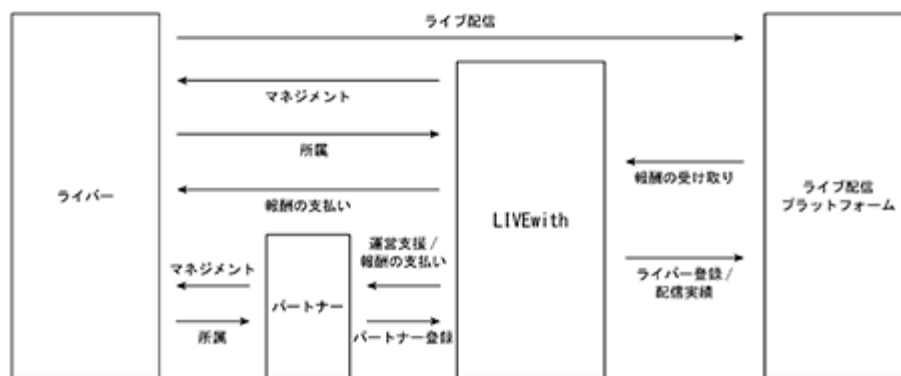 ライブ配信
マネジメント
所属
報酬の受け取り
ライバー
ライブ配信
プラットフォーム
報酬の支払い
LIVEwith
運営支援 /
報酬の支払い
マネジメント
ライバー登録 /
配信実績
パートナー
所属
パートナー登録